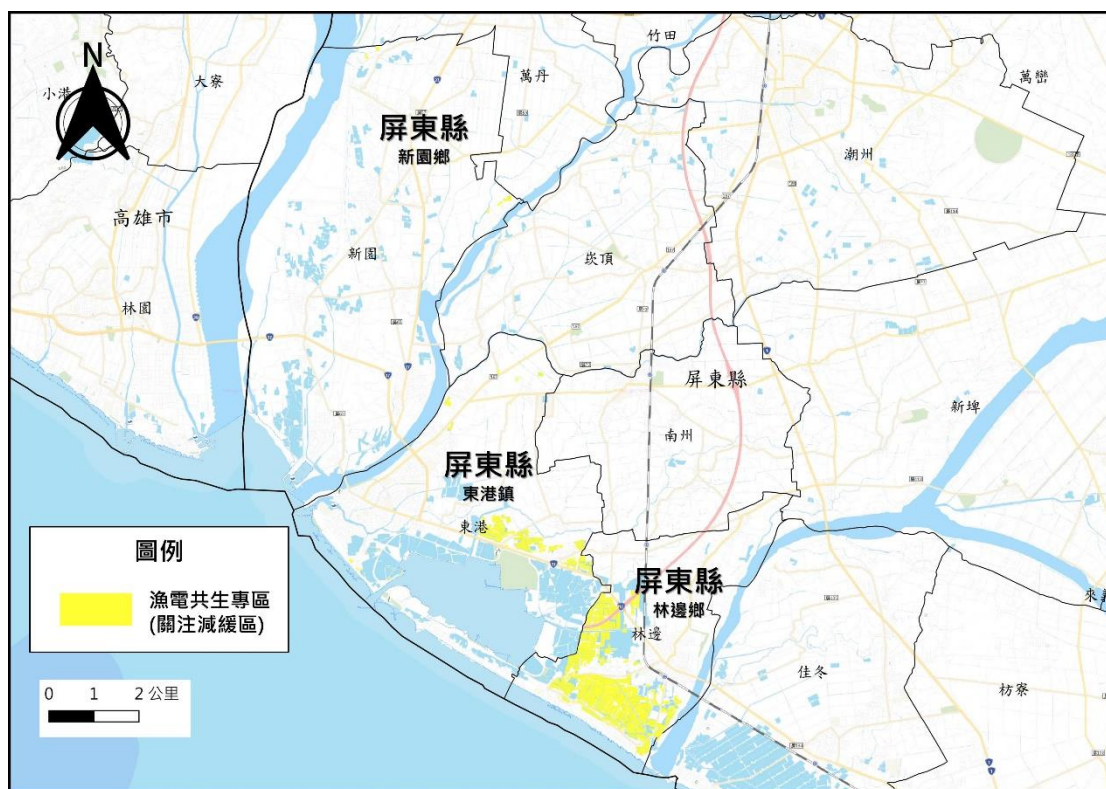 N
小港
大寮
萬丹
竹田
萬巒
屏東縣
新園鄉
潮州
高雄市
新園
崁頂
林園
屏東縣
新埤
南州
屏東縣
東港鎮
東港
屏東縣
林邊鄉
林邊
來義
佳冬
枋寮
圖例
漁電共生專區
(關注減緩區)
0 1 2 公里